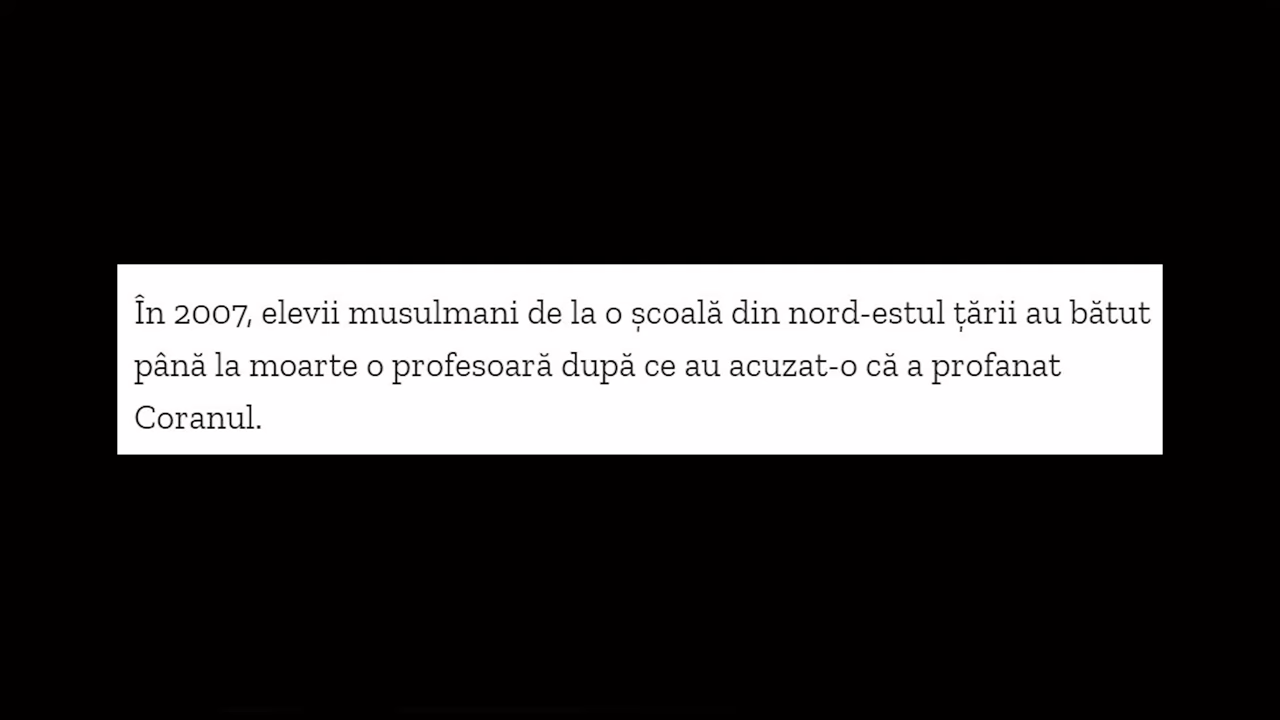 În 2007, elevii musulmani de la o școală din nord-estul țării au bătut
până la moarte o profesoară după ce au acuzat-o că a profanat
Coranul.